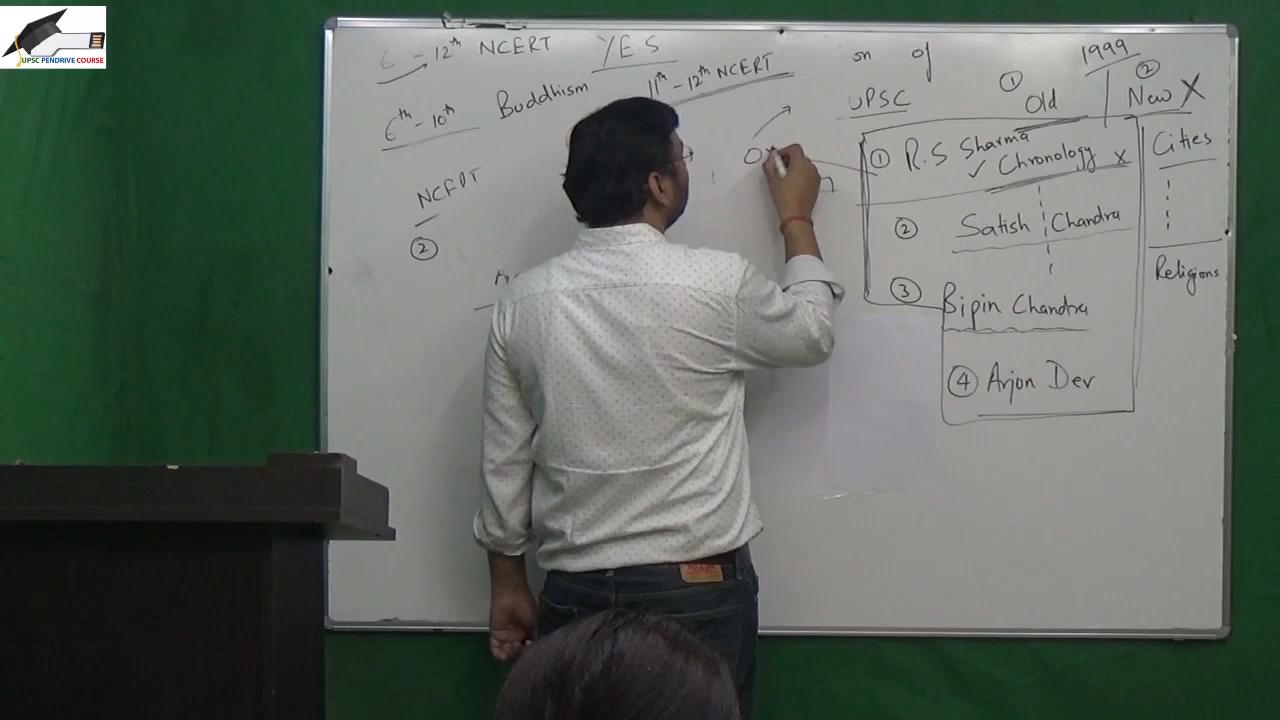 UPSC PENDRIVE COURSE
6 - 12th NCERT YES
6th - 10th Buddhism 11th - 12th NCERT
NCERT
2
on of
UPSC
1999
1 Old
2 New X
1 R.S Sharma
✓ Chronology X
2 Satish Chandra
3 Bipin Chandra
4 Arjon Dev
Cities
Religions